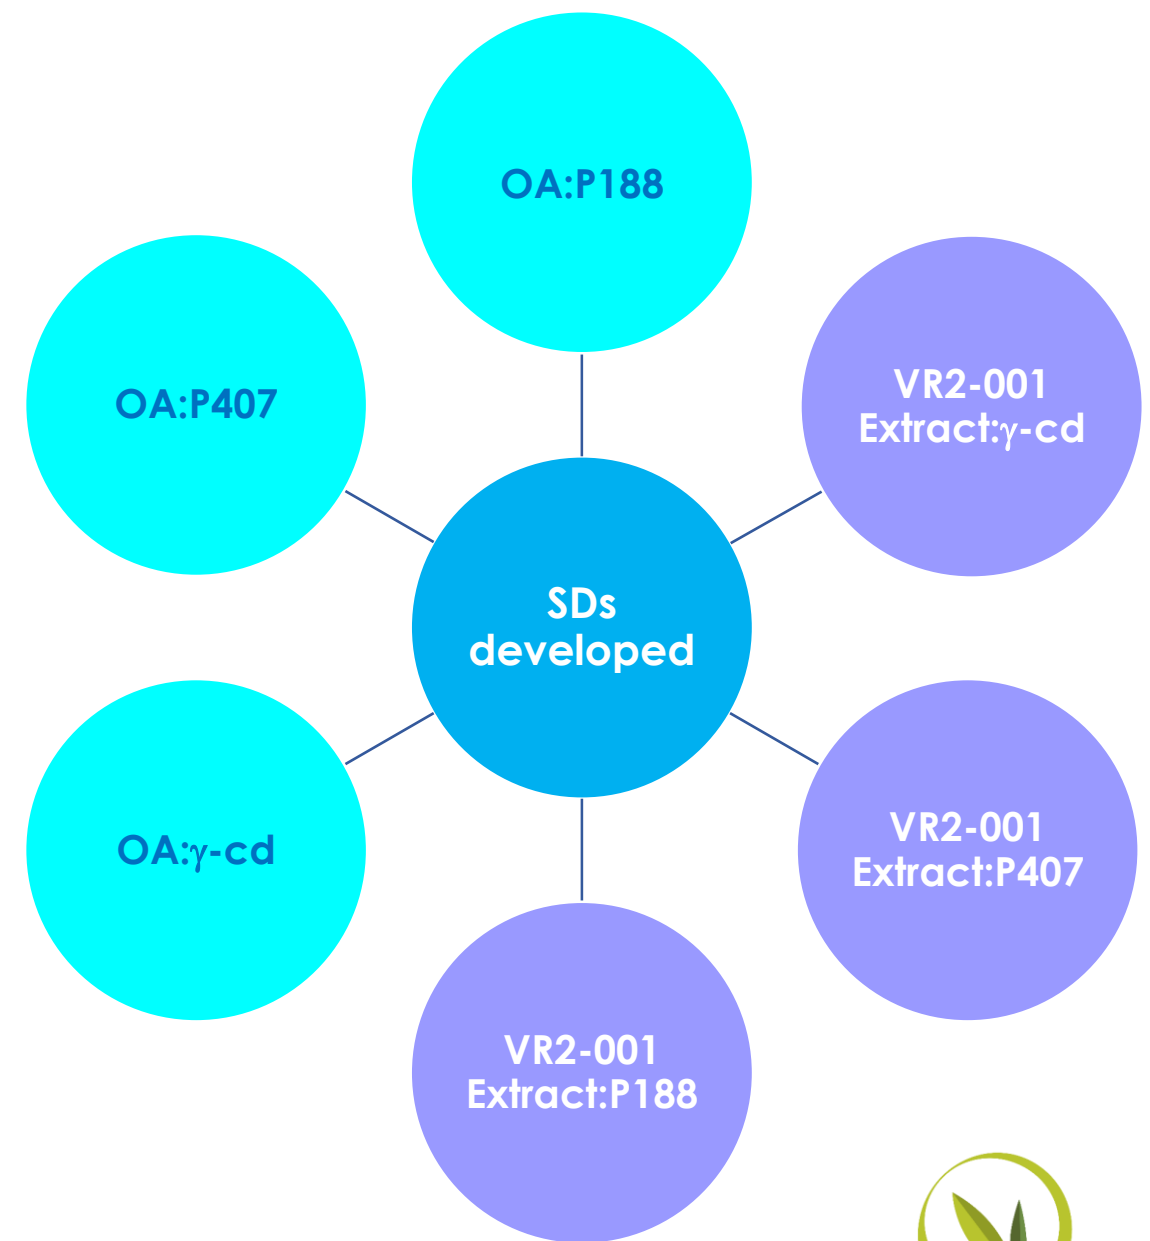 OA:P188
OA:P407
VR2-001
Extract:γ-cd
SDs
developed
OA:γ-cd
VR2-001
Extract:P407
VR2-001
Extract:P188